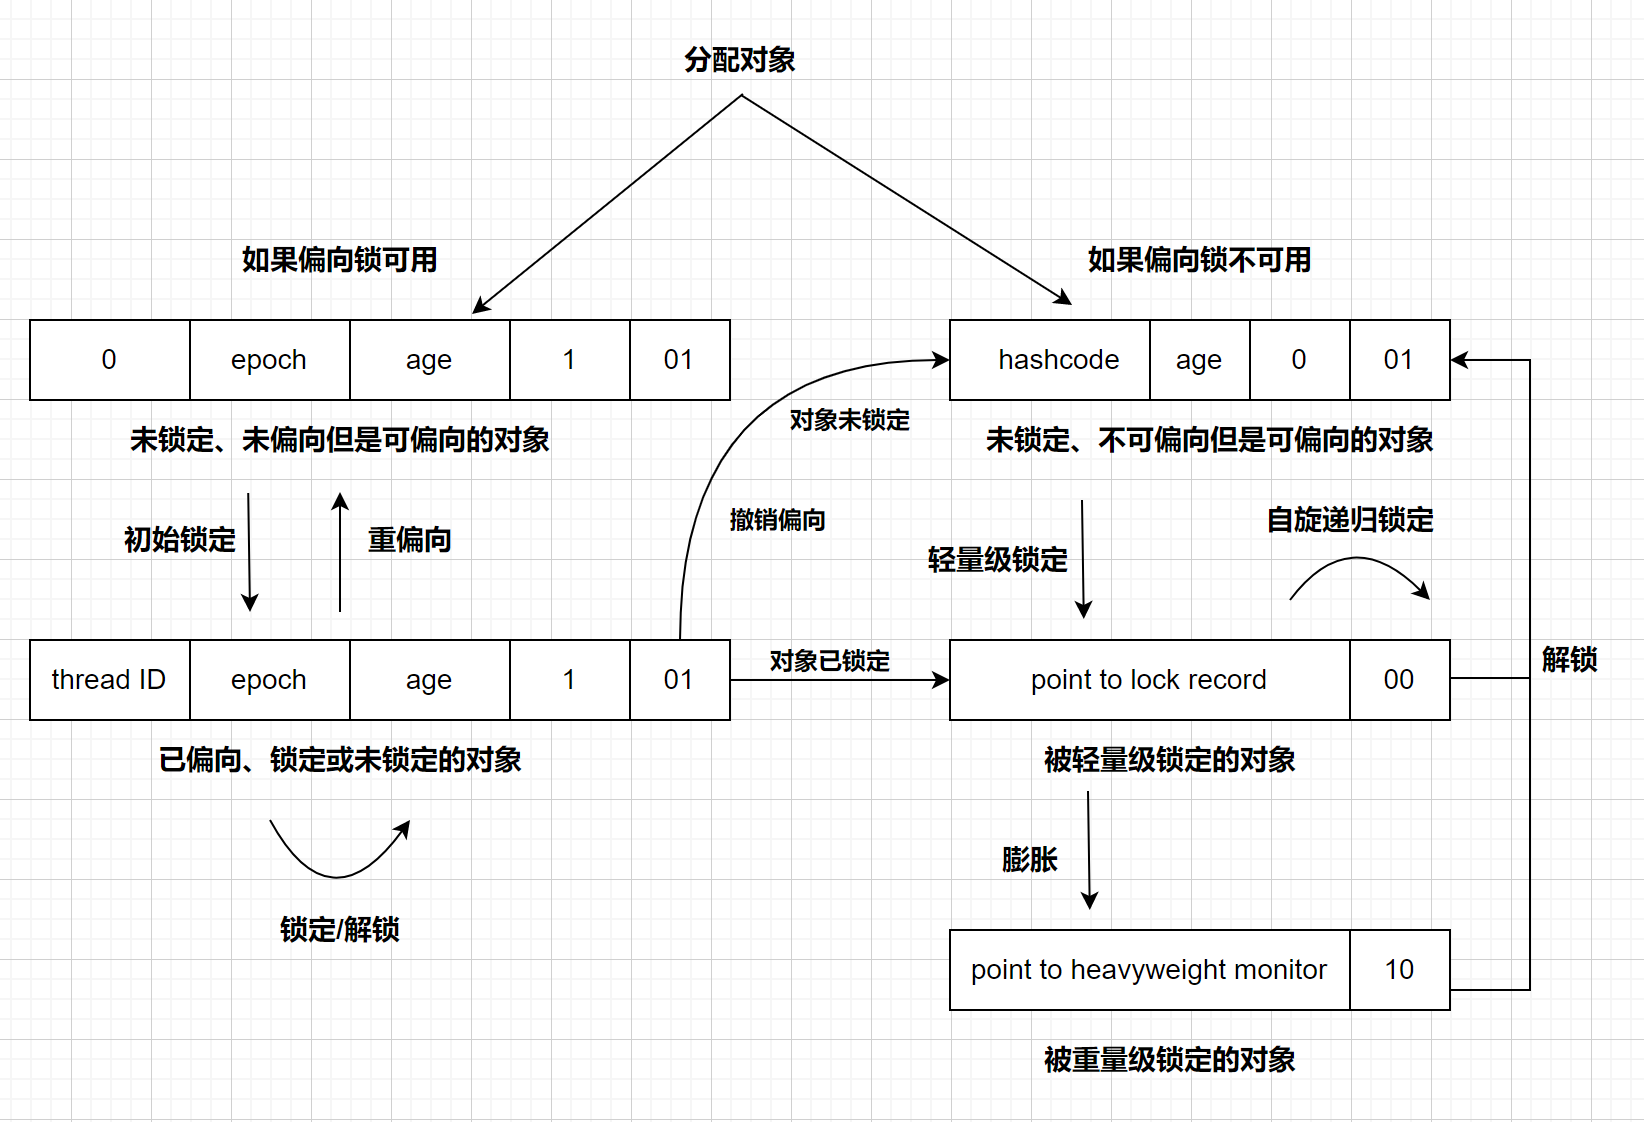 分配对象
如果偏向锁可用
如果偏向锁不可用
0 epoch age 1 01
hashcode age 0 01
对象未锁定
未锁定、未偏向但是可偏向的对象
未锁定、不可偏向但是可偏向的对象
撤销偏向
自旋递归锁定
初始锁定
重偏向
轻量级锁定
thread ID epoch age 1 01
对象已锁定
point to lock record 00
解锁
已偏向、锁定或未锁定的对象
被轻量级锁定的对象
膨胀
锁定/解锁
point to heavyweight monitor 10
被重量级锁定的对象